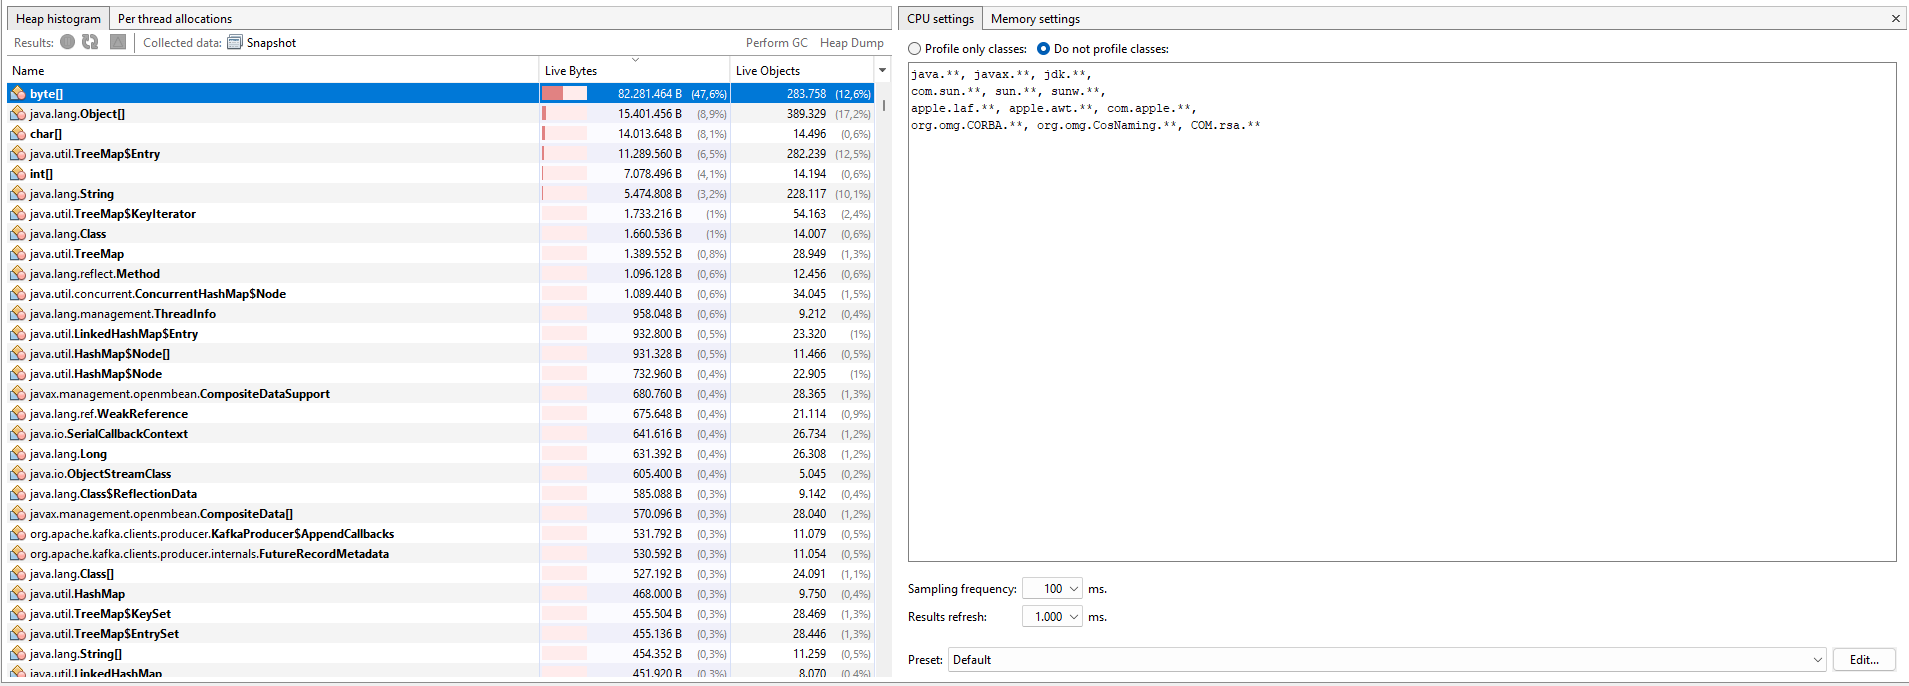 Heap histogram Per thread allocations
Results: Collected data: Snapshot Perform GC Heap Dump
Name Live Bytes Live Objects
byte[] 82.281.464 B (47,6%) 283.758 (12,6%)
java.lang.Object[] 15.401.456 B (8,9%) 389.329 (17,2%)
char[] 14.013.648 B (8,1%) 14.496 (0,6%)
java.util.TreeMap$Entry 11.289.560 B (6,5%) 282.239 (12,5%)
int[] 7.078.496 B (4,1%) 14.194 (0,6%)
java.lang.String 5.474.808 B (3,2%) 228.117 (10,1%)
java.util.TreeMap$KeyIterator 1.733.216 B (1%) 54.163 (2,4%)
java.lang.Class 1.660.536 B (1%) 14.007 (0,6%)
java.util.TreeMap 1.389.552 B (0,8%) 28.949 (1,3%)
java.lang.reflect.Method 1.096.128 B (0,6%) 12.456 (0,6%)
java.util.concurrent.ConcurrentHashMap$Node 1.089.440 B (0,6%) 34.045 (1,5%)
java.lang.management.ThreadInfo 958.048 B (0,6%) 9.212 (0,4%)
java.util.LinkedHashMap$Entry 932.800 B (0,5%) 23.320 (1%)
java.util.HashMap$Node[] 931.328 B (0,5%) 11.466 (0,5%)
java.util.HashMap$Node 732.960 B (0,4%) 22.905 (1%)
javax.management.openmbean.CompositeDataSupport 680.760 B (0,4%) 28.365 (1,3%)
java.lang.ref.WeakReference 675.648 B (0,4%) 21.114 (0,9%)
java.io.SerialCallbackContext 641.616 B (0,4%) 26.734 (1,2%)
java.lang.Long 631.392 B (0,4%) 26.308 (1,2%)
java.io.ObjectStreamClass 605.400 B (0,4%) 5.045 (0,2%)
java.lang.Class$ReflectionData 585.088 B (0,3%) 9.142 (0,4%)
javax.management.openmbean.CompositeData[] 570.096 B (0,3%) 28.040 (1,2%)
org.apache.kafka.clients.producer.KafkaProducer$AppendCallbacks 531.792 B (0,3%) 11.079 (0,5%)
org.apache.kafka.clients.producer.internals.FutureRecordMetadata 530.592 B (0,3%) 11.054 (0,5%)
java.lang.Class[] 527.192 B (0,3%) 24.091 (1,1%)
java.util.HashMap 468.000 B (0,3%) 9.750 (0,4%)
java.util.TreeMap$KeySet 455.504 B (0,3%) 28.469 (1,3%)
java.util.TreeMap$EntrySet 455.136 B (0,3%) 28.446 (1,3%)
java.lang.String[] 454.352 B (0,3%) 11.259 (0,5%)
java.util.LinkedHashMap 451.920 B (0,3%) 8.070 (0,4%)
CPU settings Memory settings
Profile only classes: Do not profile classes:
java.**, javax.**, jdk.**,
com.sun.**, sun.**, sunw.**,
apple.laf.**, apple.awt.**, com.apple.**,
org.omg.CORBA.**, org.omg.CosNaming.**, COM.rsa.**
Sampling frequency: 100 ms.
Results refresh: 1.000 ms.
Preset: Default Edit...